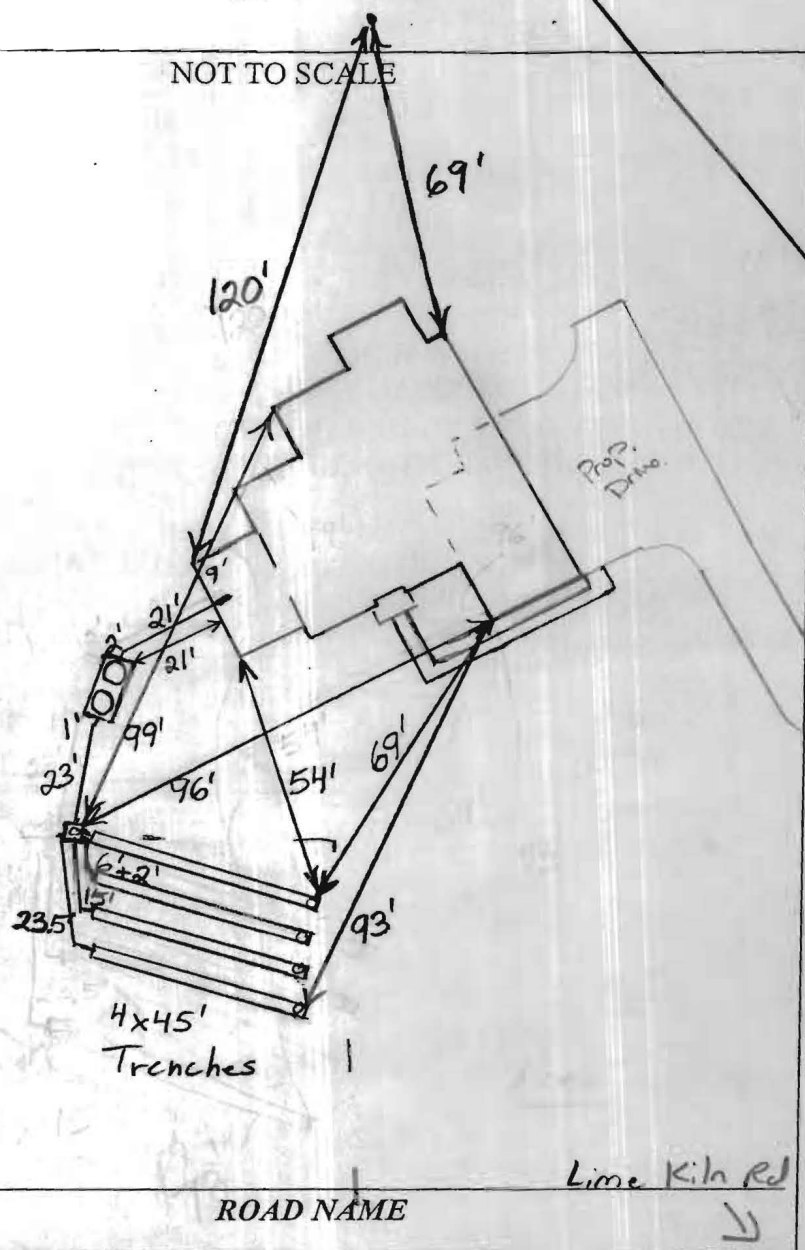 NOT TO SCALE
69'
120'
Prop.
Drive.
76'
9'
21'
2'
21'
1'
99'
23'
96'
54'
69'
6'+2'
15'
23.5'
93'
4x45'
Trenches
Lime Kiln Rd
ROAD NAME